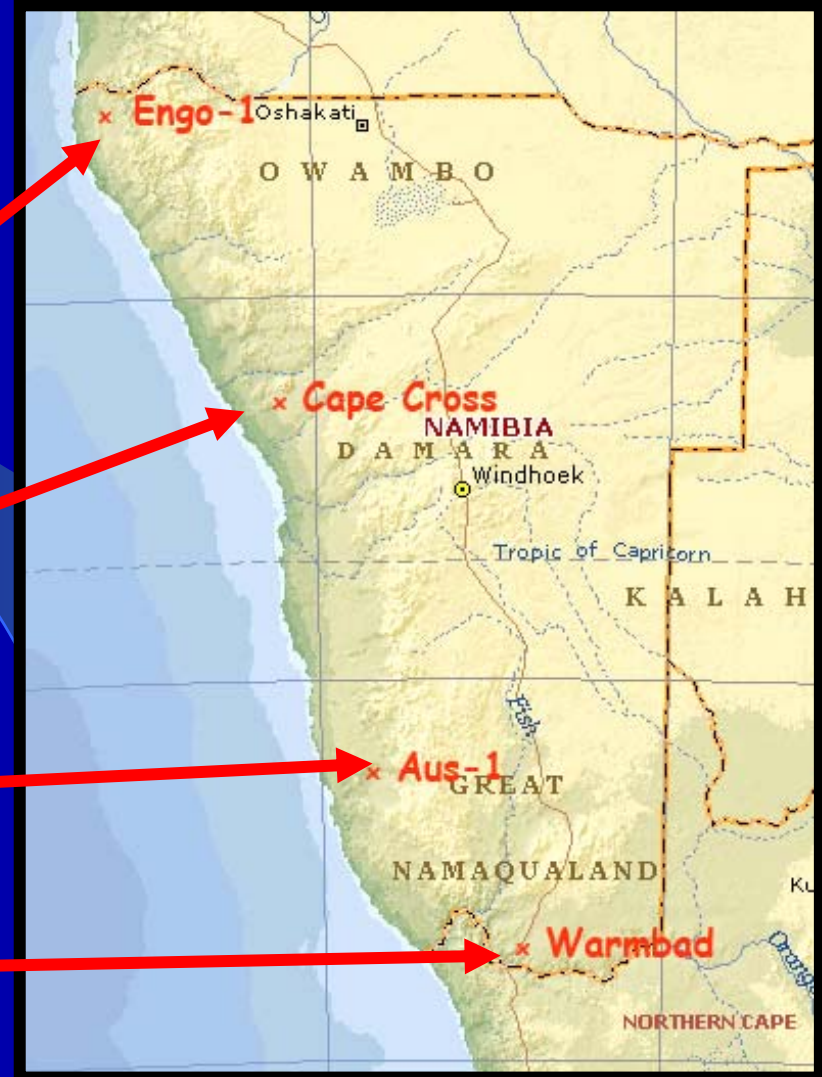 × Engo-1
Oshakati
OWAMBO
× Cape Cross
NAMIBIA
DAMARA
Windhoek
Tropic of Capricorn
KALAH
Fish
× Aus-1
GREAT
NAMAQUALAND
Ku
× Warmbad
Orang
NORTHERN CAPE